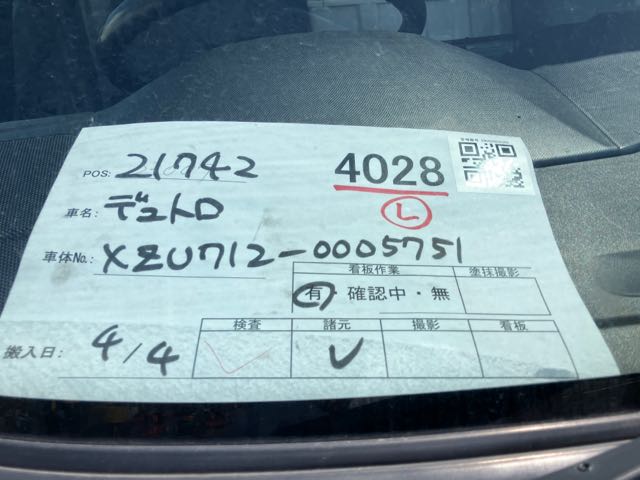 POS: 21742 4028
車名: デュトロ L
車体No.: XZU712-0005751
看板作業 塗抹撮影
有・確認中・無
検査 諸元 撮影 看板
搬入日: 4/4 ✓ ✓